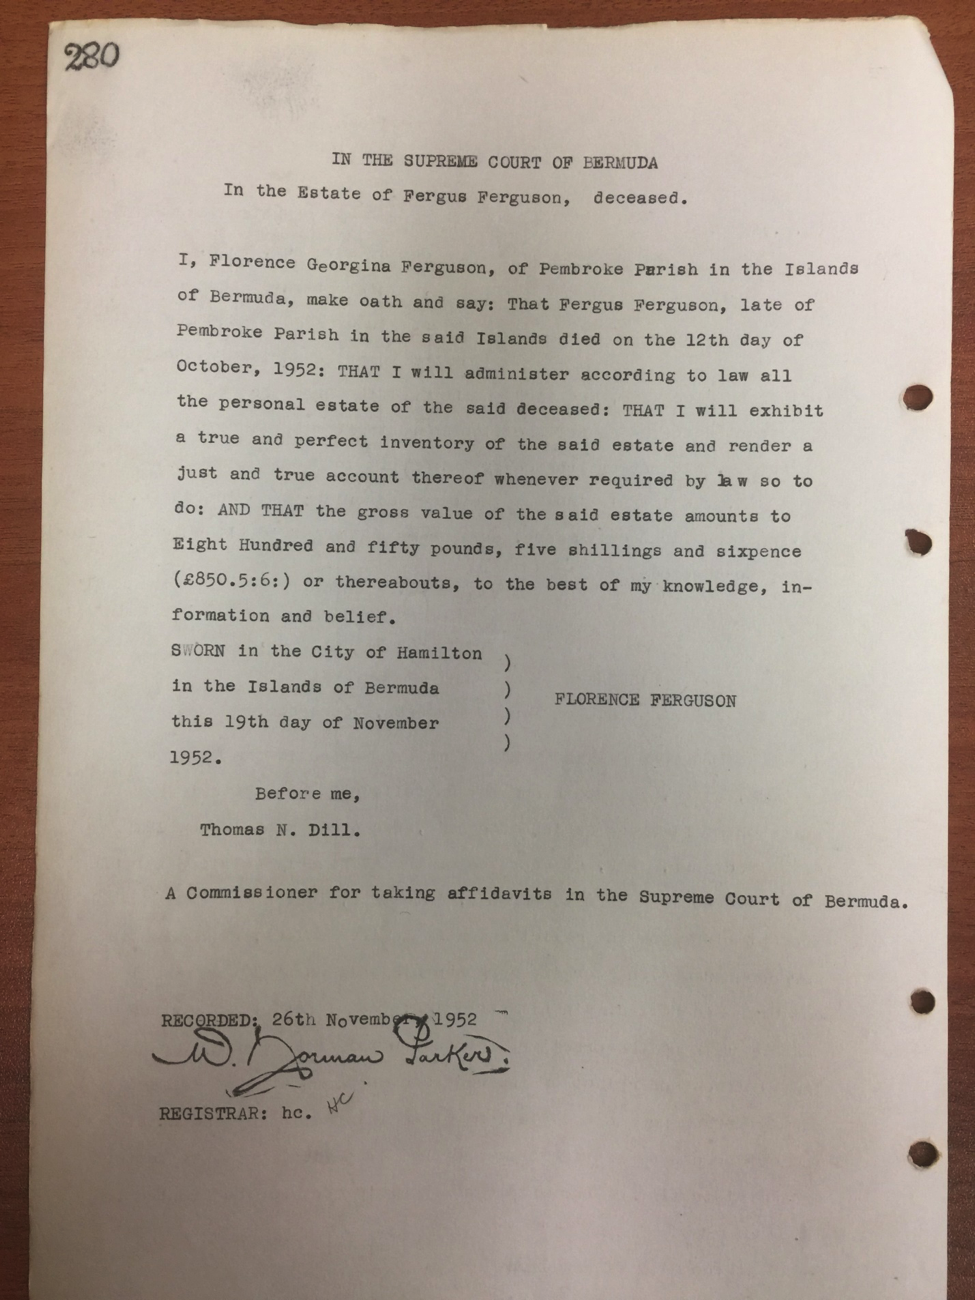 280
IN THE SUPREME COURT OF BERMUDA
In the Estate of Fergus Ferguson, deceased.
I, Florence Georgina Ferguson, of Pembroke Parish in the Islands
of Bermuda, make oath and say: That Fergus Ferguson, late of
Pembroke Parish in the said Islands died on the 12th day of
October, 1952: THAT I will administer according to law all
the personal estate of the said deceased: THAT I will exhibit
a true and perfect inventory of the said estate and render a
just and true account thereof whenever required by law so to
do: AND THAT the gross value of the said estate amounts to
Eight Hundred and fifty pounds, five shillings and sixpence
(£850.5:6:) or thereabouts, to the best of my knowledge, in-
formation and belief.
SWORN in the City of Hamilton )
in the Islands of Bermuda ) FLORENCE FERGUSON
this 19th day of November )
1952. )
Before me,
Thomas N. Dill.
A Commissioner for taking affidavits in the Supreme Court of Bermuda.
RECORDED: 26th November, 1952
W. Norman Parker.
REGISTRAR: hc. HC